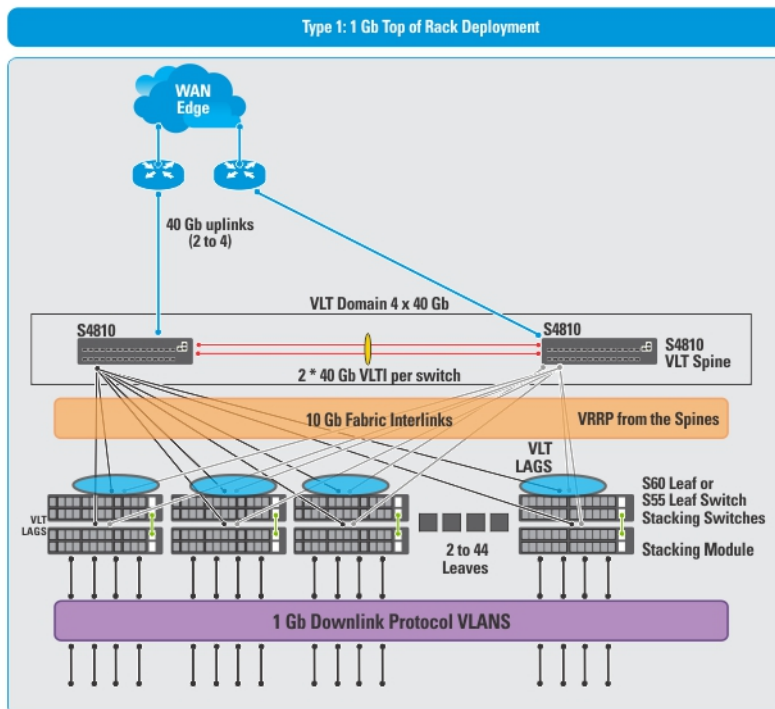 Type 1: 1 Gb Top of Rack Deployment
WAN
Edge
40 Gb uplinks
(2 to 4)
VLT Domain 4 x 40 Gb
S4810
S4810
S4810
VLT Spine
2 * 40 Gb VLTI per switch
10 Gb Fabric Interlinks
VRRP from the Spines
VLT
LAGS
S60 Leaf or
S55 Leaf Switch
Stacking Switches
VLT
LAGS
Stacking Module
2 to 44
Leaves
1 Gb Downlink Protocol VLANS